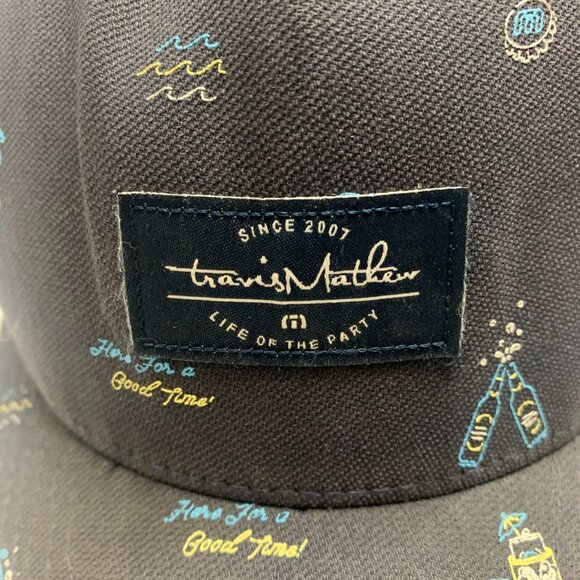 SINCE 2007
travisMathew
LIFE OF THE PARTY
Here For a
Good Time!
Here For a
Good Time!